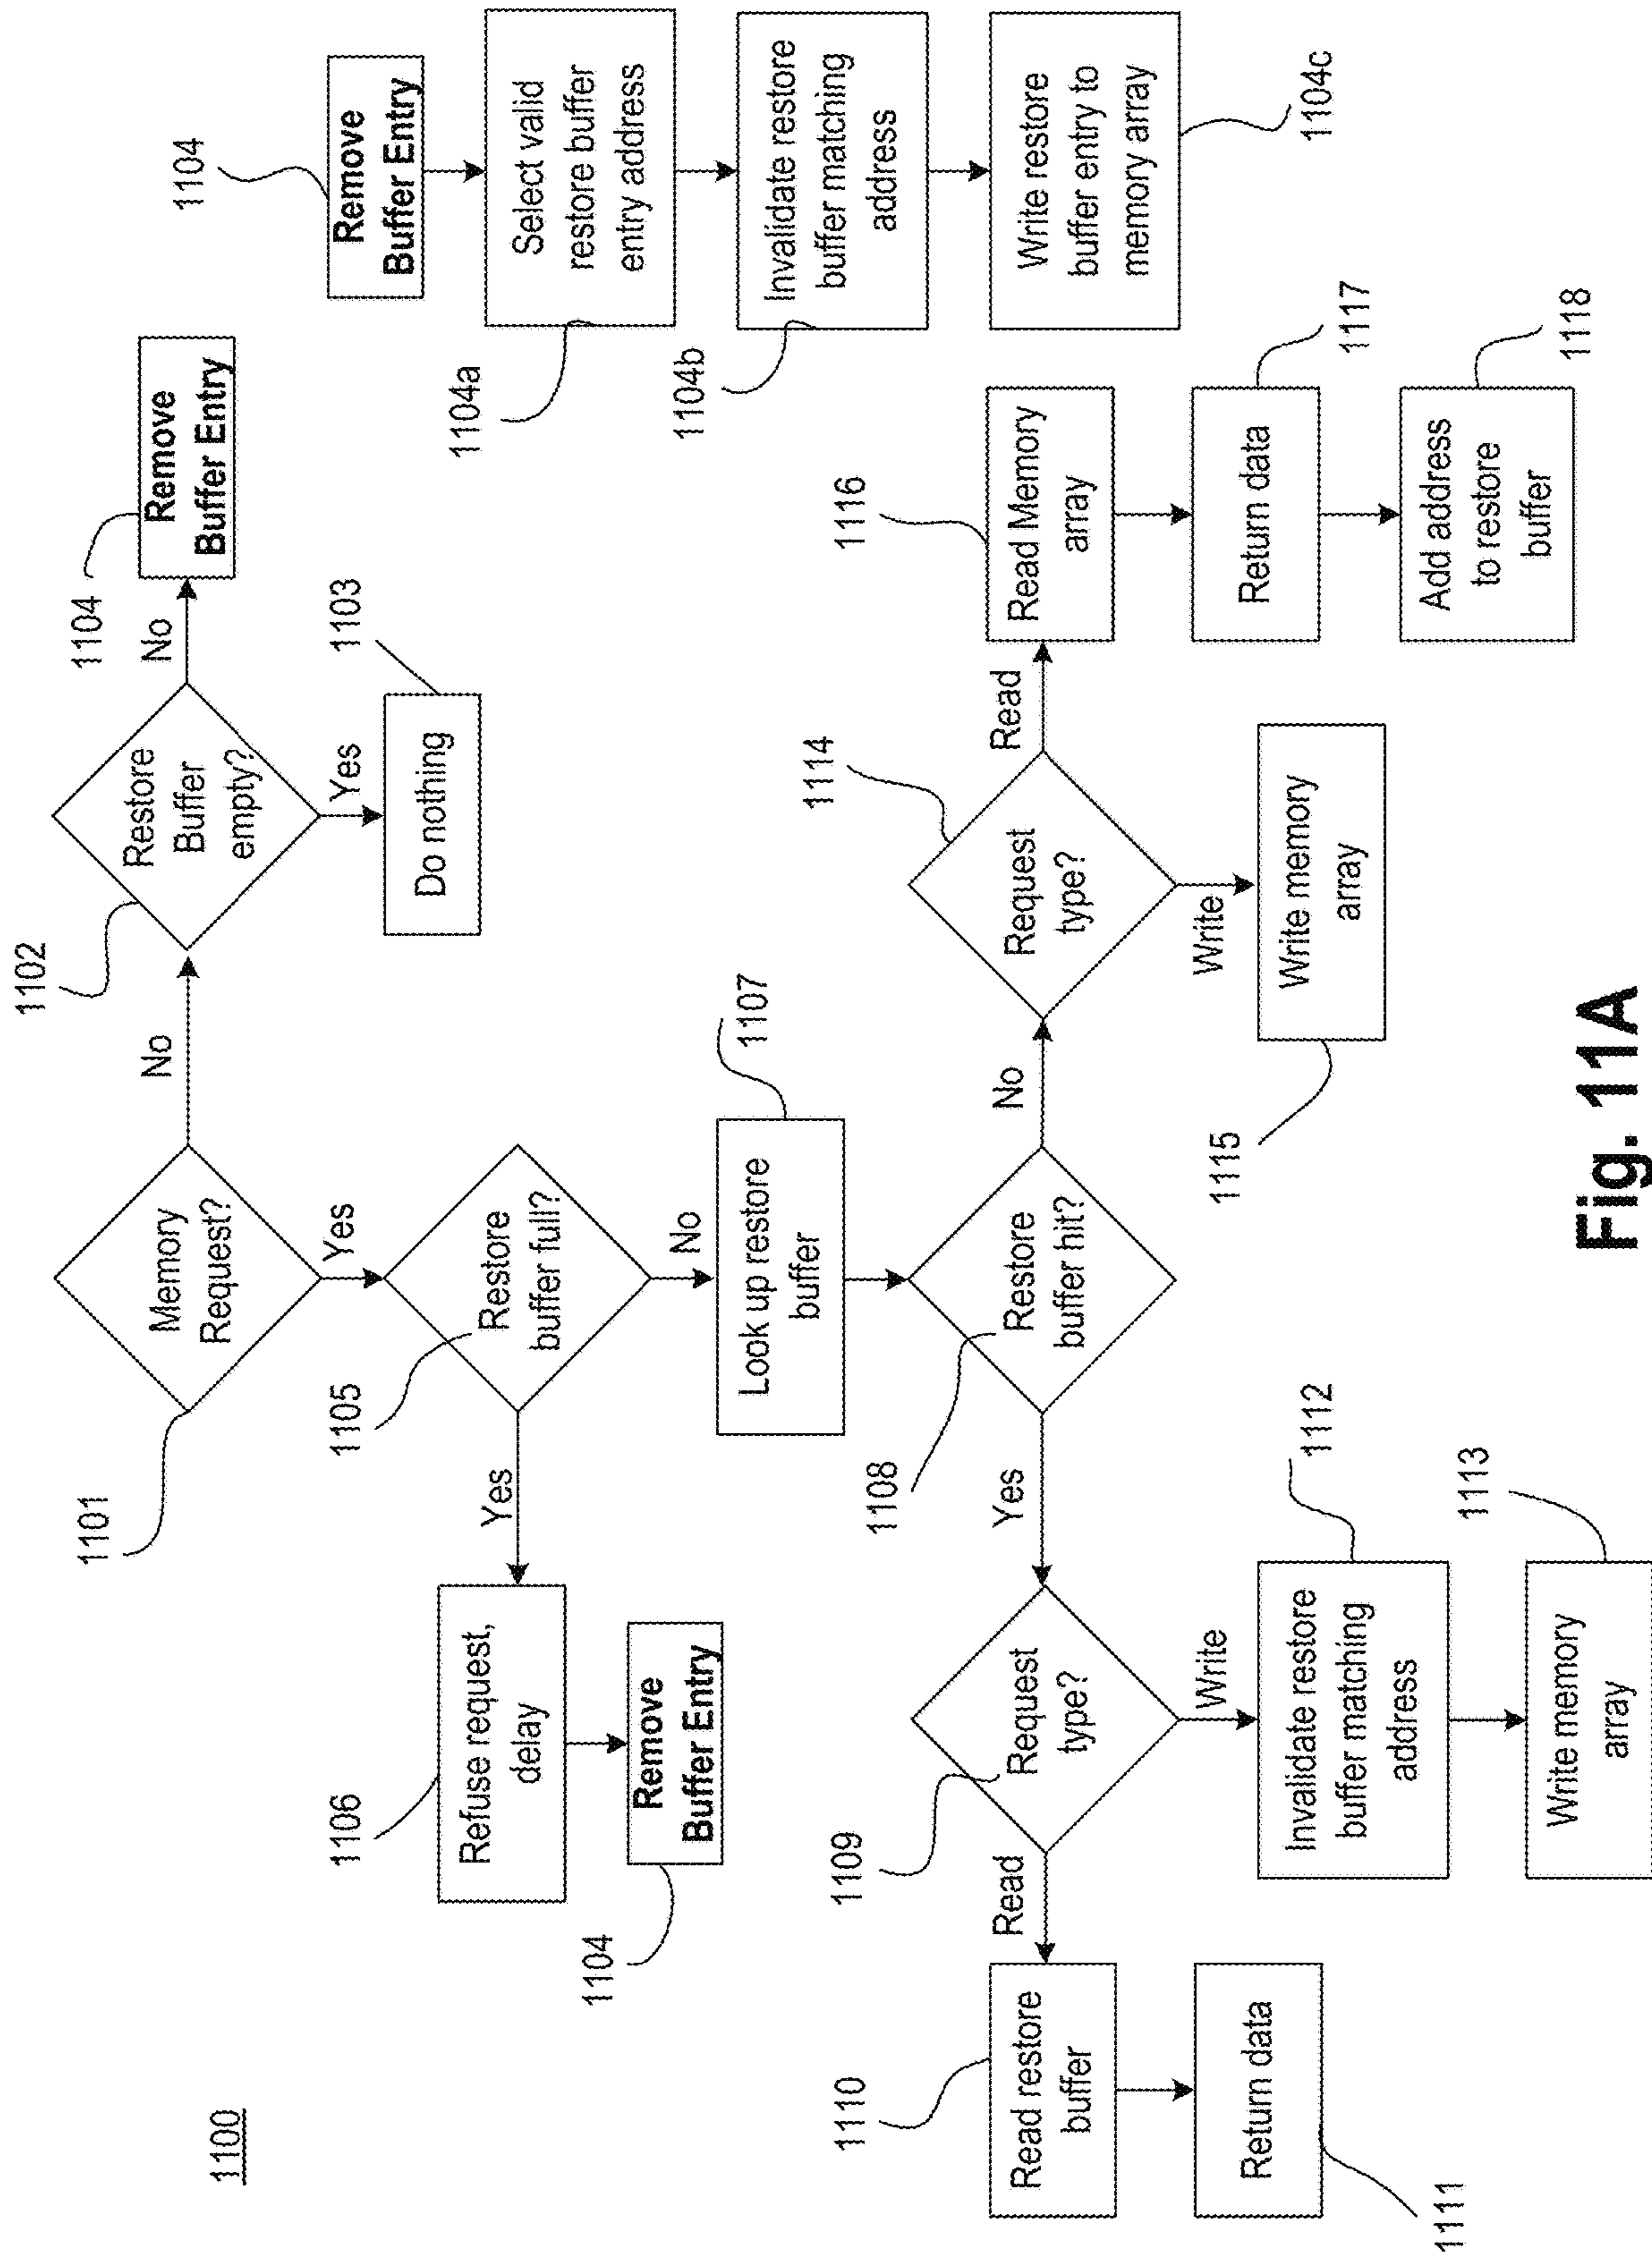 1100
1101
Memory
Request?
No
Yes
1102
Restore
Buffer
empty?
No
Yes
1103
Do nothing
1104
Remove
Buffer Entry
1104
Remove
Buffer Entry
1104a
Select valid
restore buffer
entry address
1104b
Invalidate restore
buffer matching
address
Write restore
buffer entry to
memory array
1104c
1105
Restore
buffer full?
Yes
No
1106
Refuse request,
delay
1104
Remove
Buffer Entry
1107
Look up restore
buffer
1108
Restore
buffer hit?
Yes
No
1109
Request
type?
Read
Write
1110
Read restore
buffer
Return data
1111
1112
Invalidate restore
buffer matching
address
1113
Write memory
array
1114
Request
type?
Read
Write
1115
Write memory
array
1116
Read Memory
array
1117
Return data
1118
Add address
to restore
buffer
Fig. 11A